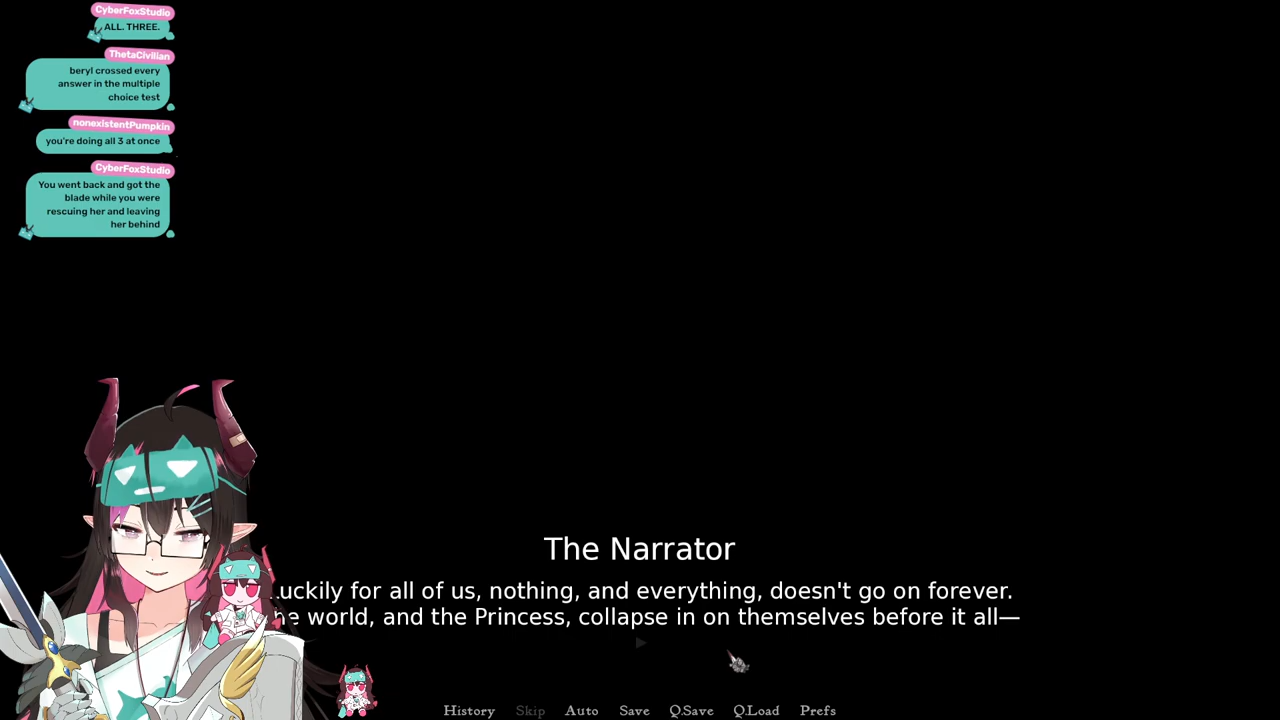 CyberFoxStudio
ALL. THREE.
ThetaCivilian
beryl crossed every
answer in the multiple
choice test
nonexistentPumpkin
you're doing all 3 at once
CyberFoxStudio
You went back and got the
blade while you were
rescuing her and leaving
her behind
The Narrator
uckily for all of us, nothing, and everything, doesn't go on forever.
e world, and the Princess, collapse in on themselves before it all—
History Skip Auto Save Q.Save Q.Load Prefs